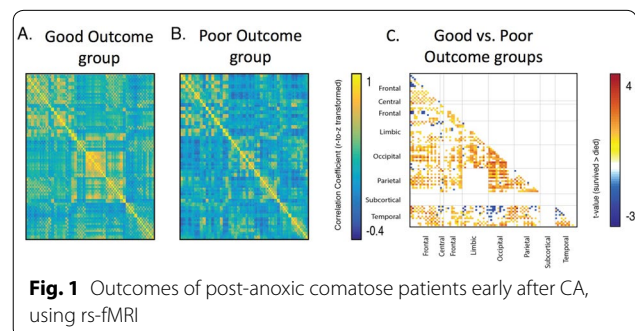 A. Good Outcome
group
B. Poor Outcome
group
C. Good vs. Poor
Outcome groups
1
Correlation Coefficient (r-to-z transformed)
-0.4
Frontal
Central
Frontal
Limbic
Occipital
Parietal
Subcortical
Temporal
Frontal
Central
Frontal
Limbic
Occipital
Parietal
Subcortical
Temporal
4
t-value (survived > died)
-3
Fig. 1 Outcomes of post-anoxic comatose patients early after CA,
using rs-fMRI